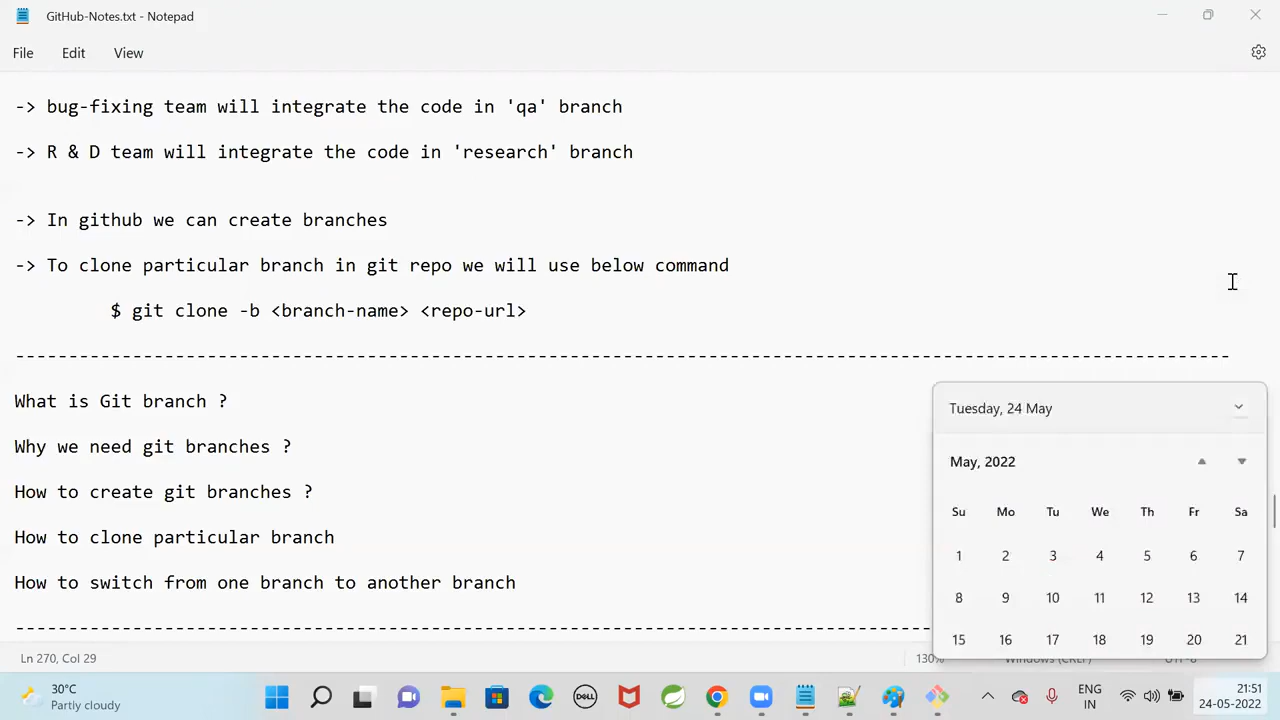 GitHub-Notes.txt - Notepad
File Edit View
-> bug-fixing team will integrate the code in 'qa' branch
-> R & D team will integrate the code in 'research' branch
-> In github we can create branches
-> To clone particular branch in git repo we will use below command
$ git clone -b <branch-name> <repo-url>
------------------------------------------------------------------------------------------------------------------
What is Git branch ?
Why we need git branches ?
How to create git branches ?
How to clone particular branch
How to switch from one branch to another branch
--------------------------------------------------------------------------------------
Tuesday, 24 May
May, 2022
Su Mo Tu We Th Fr Sa
1 2 3 4 5 6 7
8 9 10 11 12 13 14
15 16 17 18 19 20 21
Ln 270, Col 29 130% Windows (CRLF) UTF-8
30°C
Partly cloudy
DELL
ENG
IN
21:51
24-05-2022